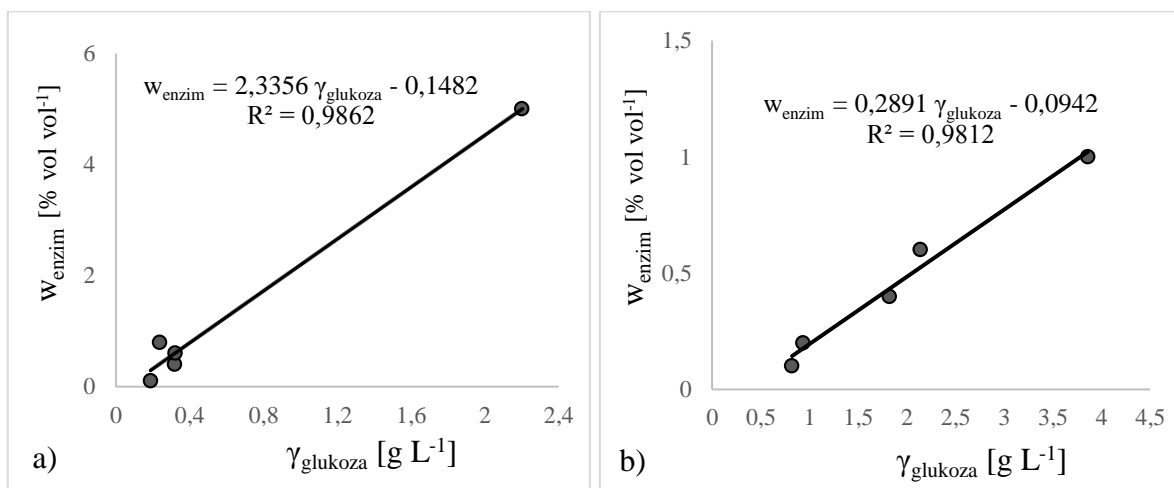 6
4
2
0
0
0,4
0,8
1,2
1,6
2
2,4
w_enzim [% vol vol⁻¹]
w_enzim = 2,3356 γ_glukoza - 0,1482
R² = 0,9862
γ_glukoza [g L⁻¹]
a)
1,5
1
0,5
0
0
0,5
1
1,5
2
2,5
3
3,5
4
4,5
w_enzim [% vol vol⁻¹]
w_enzim = 0,2891 γ_glukoza - 0,0942
R² = 0,9812
γ_glukoza [g L⁻¹]
b)